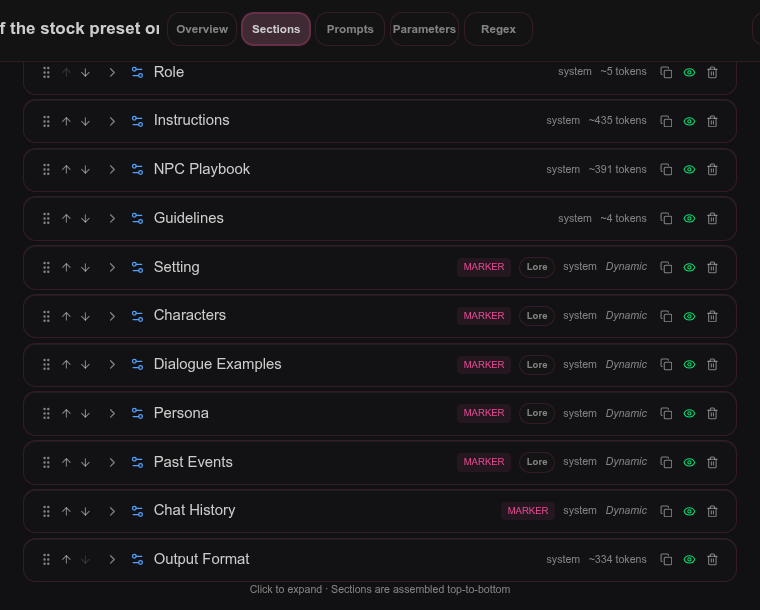 f the stock preset or Overview Sections Prompts Parameters Regex
Role system ~5 tokens
Instructions system ~435 tokens
NPC Playbook system ~391 tokens
Guidelines system ~4 tokens
Setting MARKER Lore system Dynamic
Characters MARKER Lore system Dynamic
Dialogue Examples MARKER Lore system Dynamic
Persona MARKER Lore system Dynamic
Past Events MARKER Lore system Dynamic
Chat History MARKER system Dynamic
Output Format system ~334 tokens
Click to expand · Sections are assembled top-to-bottom